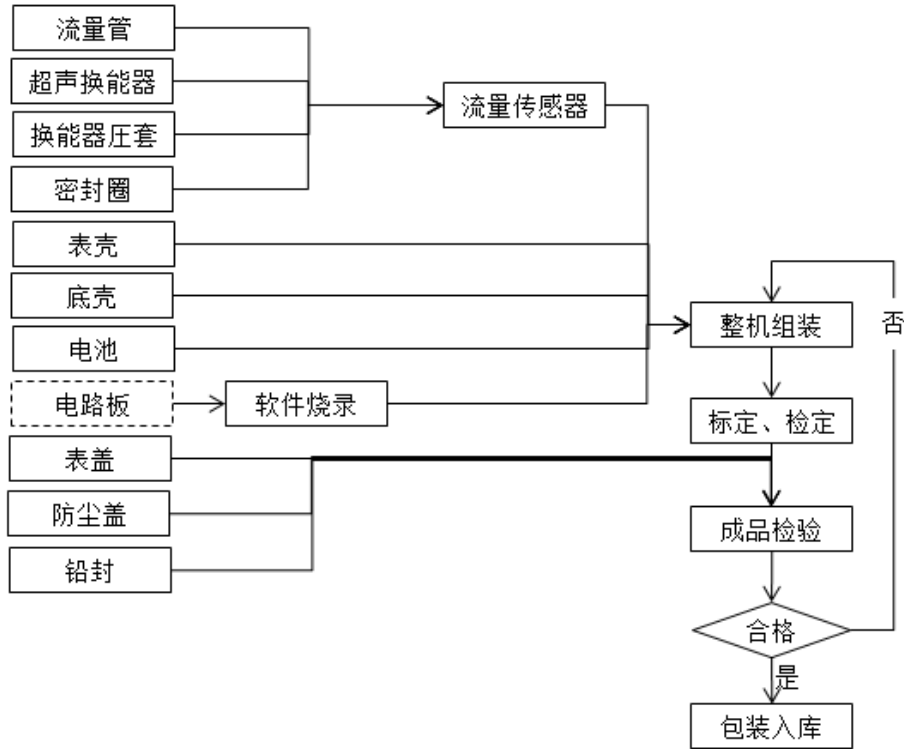 流量管
超声换能器
换能器压套
密封圈
流量传感器
表壳
底壳
电池
电路板
软件烧录
表盖
防尘盖
铅封
整机组装
否
标定、检定
成品检验
合格
是
包装入库